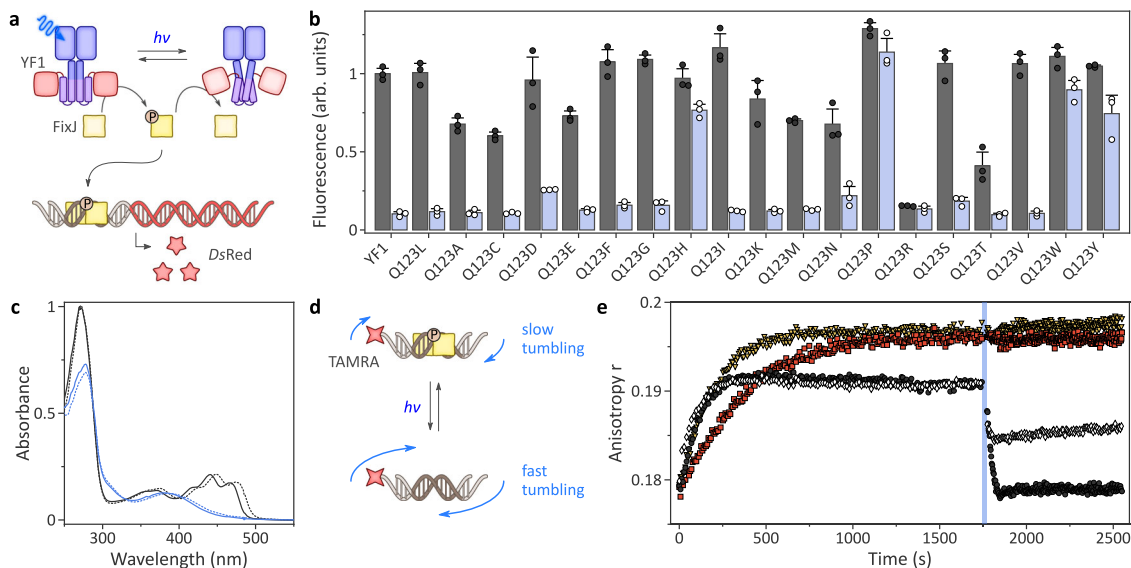 a
hν
YF1
P
FixJ
P
DsRed
b
Fluorescence (arb. units)
1
0.5
0
YF1
Q123L
Q123A
Q123C
Q123D
Q123E
Q123F
Q123G
Q123H
Q123I
Q123K
Q123M
Q123N
Q123P
Q123R
Q123S
Q123T
Q123V
Q123W
Q123Y
c
Absorbance
1
0.5
0
300
400
500
Wavelength (nm)
d
P
TAMRA
slow
tumbling
hν
fast
tumbling
e
Anisotropy r
0.2
0.19
0.18
0
500
1000
1500
2000
2500
Time (s)